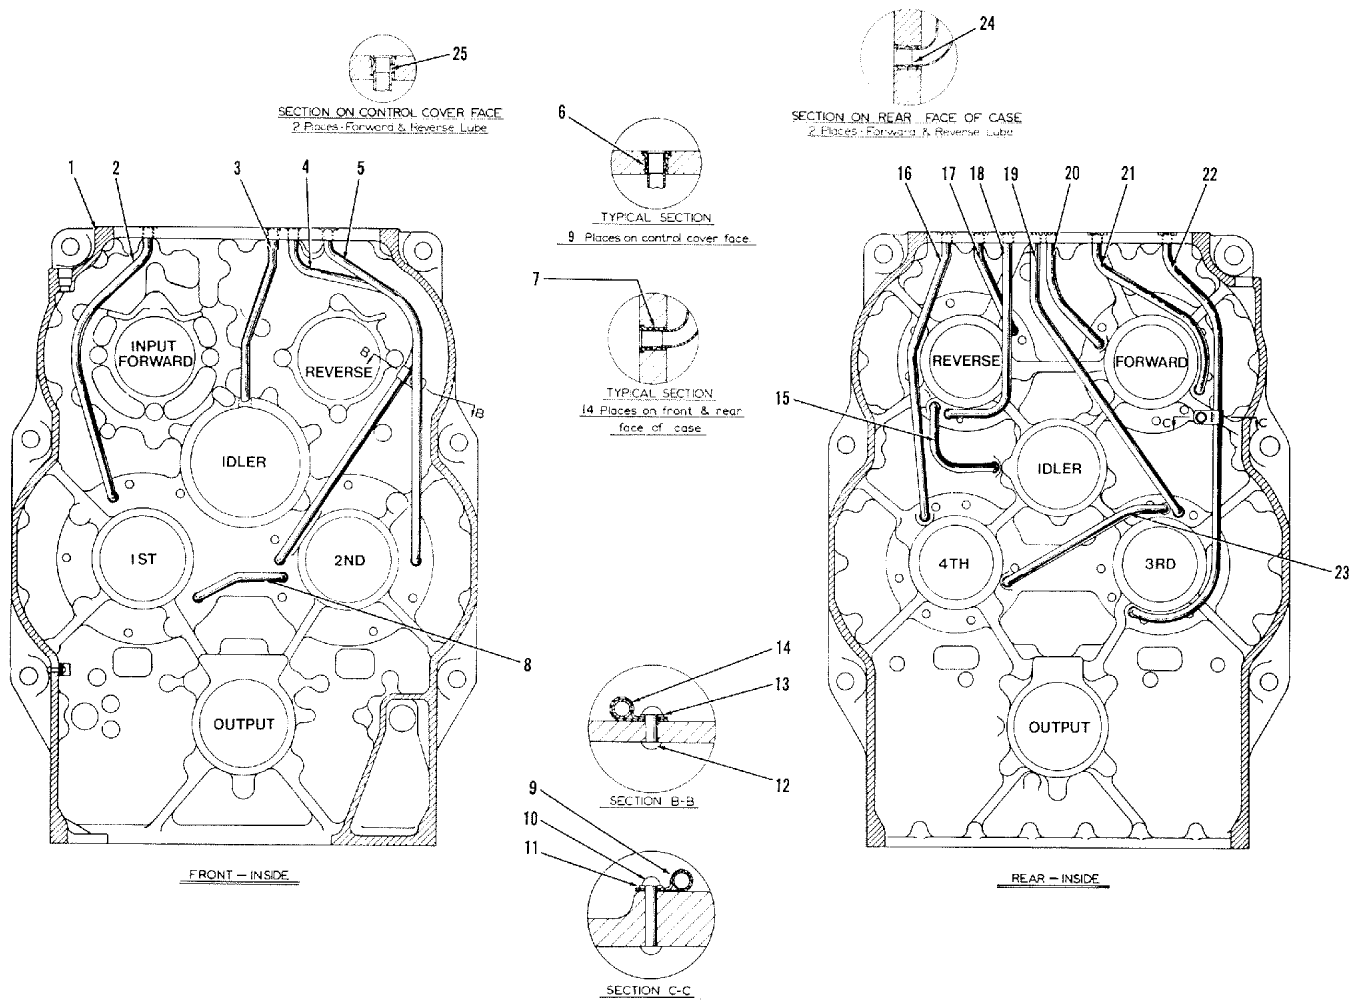 25
SECTION ON CONTROL COVER FACE
2 Places-Forward & Reverse Lube
24
SECTION ON REAR FACE OF CASE
2 Places-Forward & Reverse Lube
6
TYPICAL SECTION
9 Places on control cover face
7
TYPICAL SECTION
14 Places on front & rear
face of case
1
2
3
4
5
INPUT
FORWARD
REVERSE
B
B
IDLER
1ST
2ND
8
OUTPUT
FRONT — INSIDE
16
17
18
19
20
21
22
REVERSE
FORWARD
15
C
C
IDLER
4TH
3RD
23
OUTPUT
REAR — INSIDE
14
13
12
SECTION B-B
9
10
11
SECTION C-C